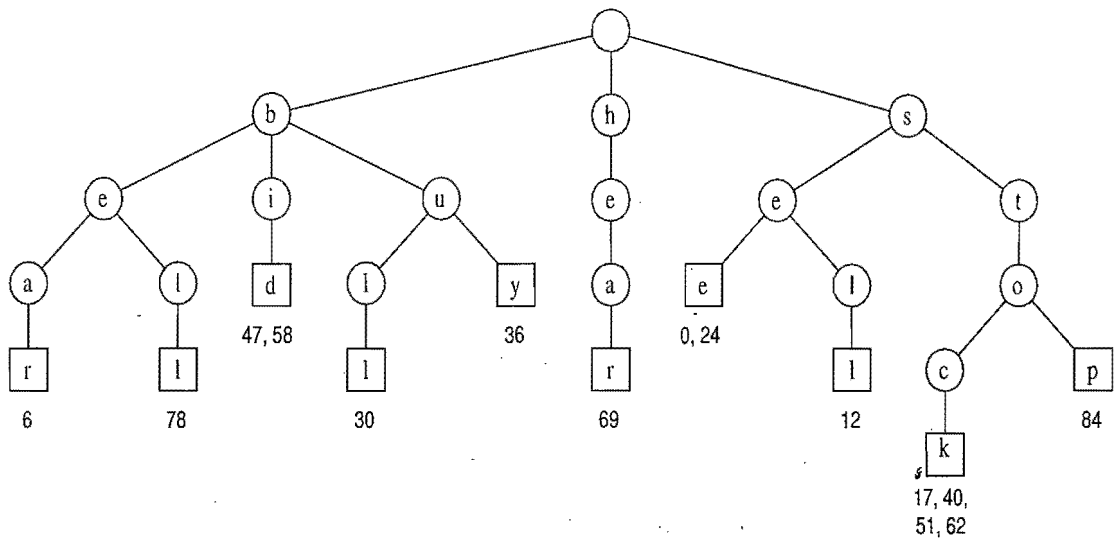 b h s
e i u e e t
a l d l y a e l o
47, 58 36 0, 24
r l l r l c p
6 78 30 69 12 84
k
17, 40,
51, 62